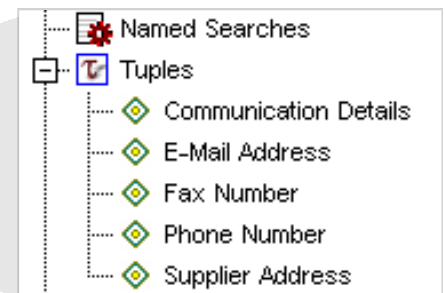 Named Searches
Tuples
Communication Details
E-Mail Address
Fax Number
Phone Number
Supplier Address